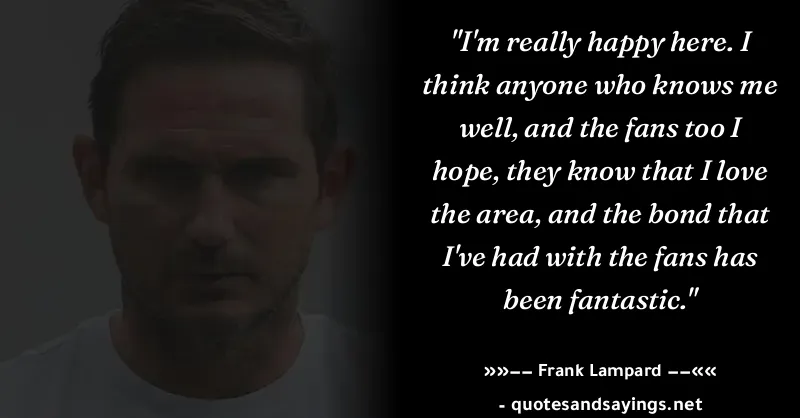 "I'm really happy here. I
think anyone who knows me
well, and the fans too I
hope, they know that I love
the area, and the bond that
I've had with the fans has
been fantastic."
»»−− Frank Lampard −−««
- quotesandsayings.net